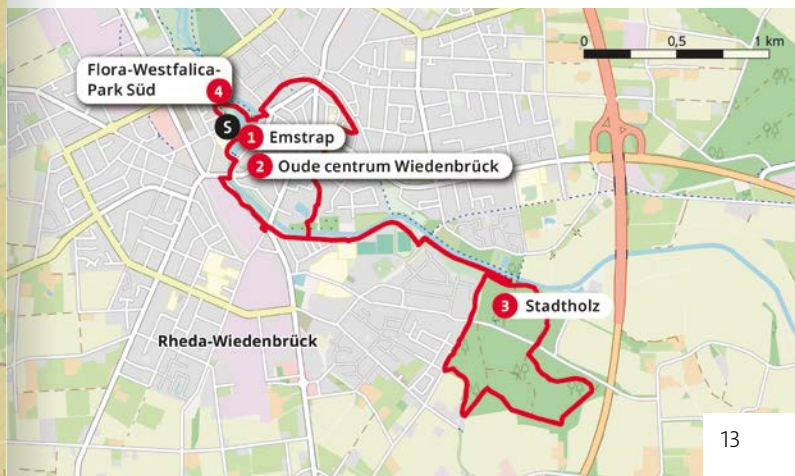 0 0,5 1 km
Flora-Westfalica-
Park Süd
4
S
1 Emstrap
2 Oude centrum Wiedenbrück
3 Stadtholz
Rheda-Wiedenbrück
13